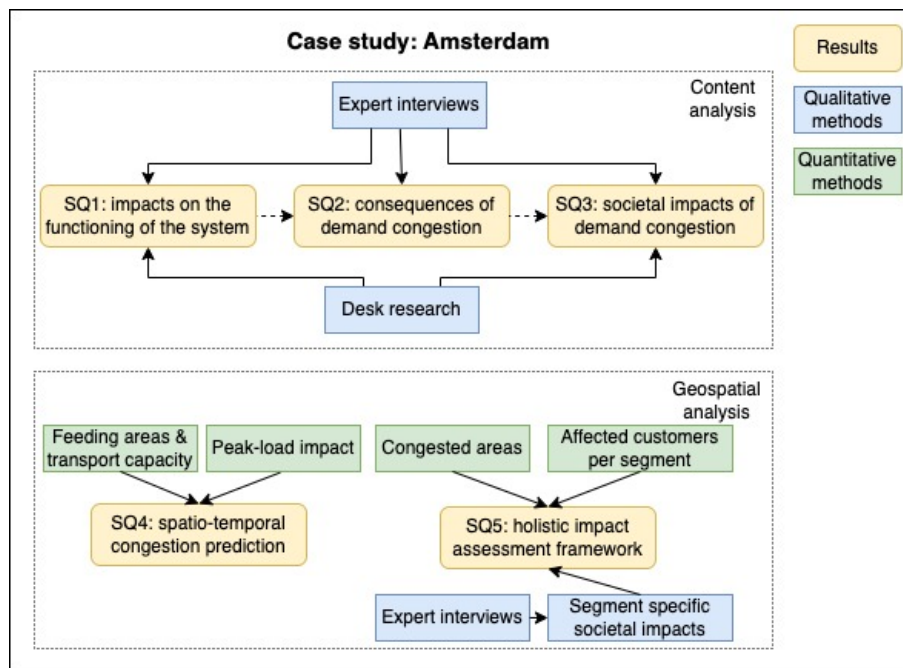 Case study: Amsterdam
Results
Qualitative
methods
Quantitative
methods
Content
analysis
Expert interviews
SQ1: impacts on the
functioning of the system
SQ2: consequences of
demand congestion
SQ3: societal impacts of
demand congestion
Desk research
Geospatial
analysis
Feeding areas &
transport capacity
Peak-load impact
Congested areas
Affected customers
per segment
SQ4: spatio-temporal
congestion prediction
SQ5: holistic impact
assessment framework
Expert interviews
Segment specific
societal impacts